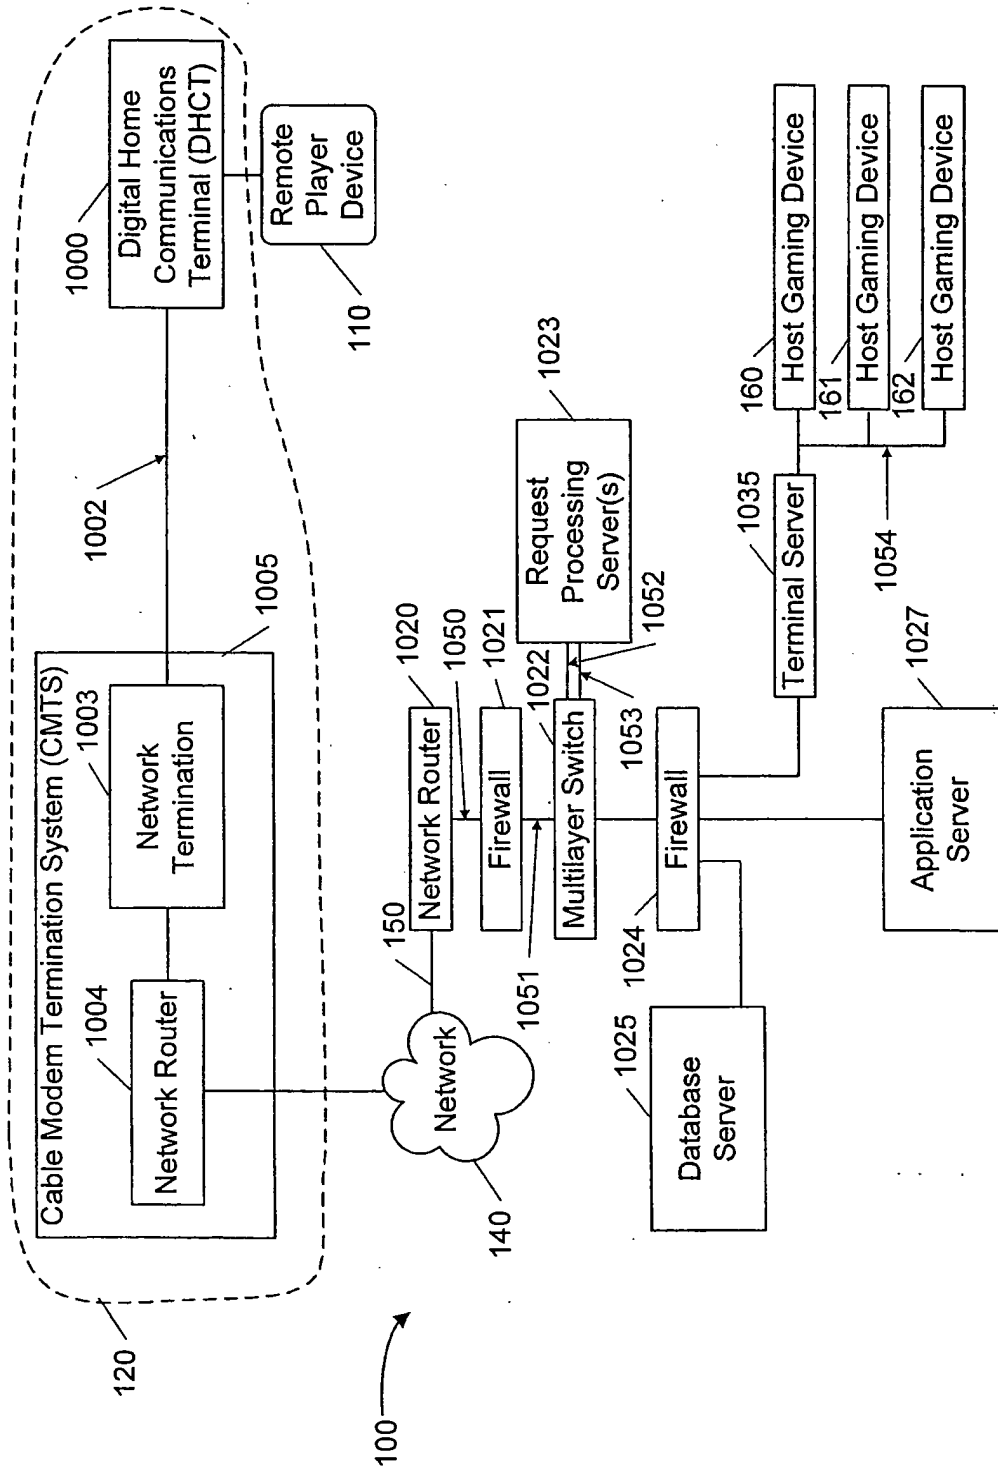 Cable Modem Termination System (CMTS)
1005
1004
Network Router
1003
Network
Termination
1002
1000
Digital Home
Communications
Terminal (DHCT)
Remote
Player
Device
110
120
140
Network
150
Network Router
1020
1050
Firewall
1021
1051
Multilayer Switch
1022
1052
1053
Request
Processing
Server(s)
1023
1024
Firewall
1025
Database
Server
Application
Server
1027
Terminal Server
1035
1054
160
Host Gaming Device
161
Host Gaming Device
162
Host Gaming Device
100